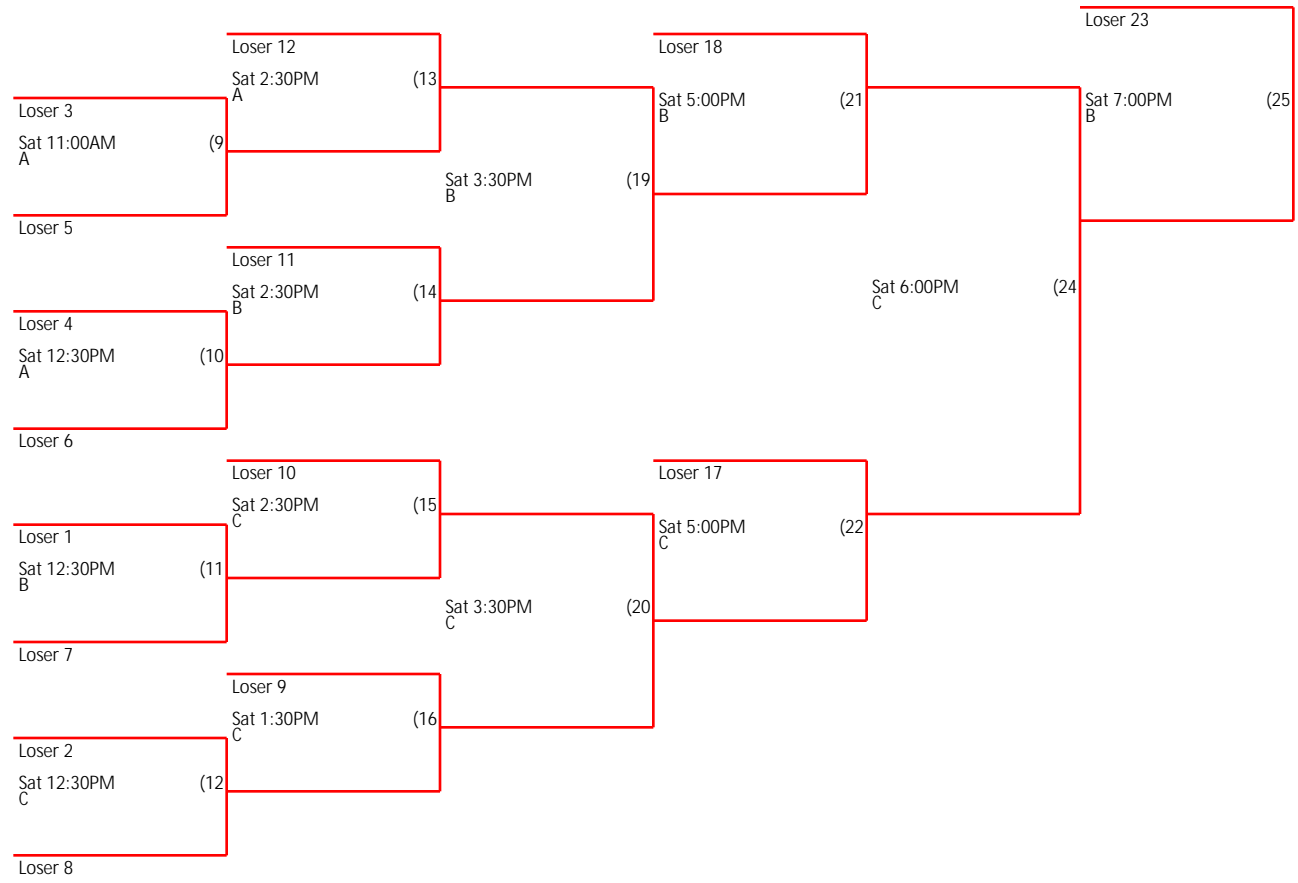 Loser 23
Loser 12
Loser 18
Sat 2:30PM (13
A
Sat 5:00PM (21
B
Sat 7:00PM (25
B
Loser 3
Sat 11:00AM (9
A
Sat 3:30PM (19
B
Loser 5
Loser 11
Sat 2:30PM (14
B
Sat 6:00PM (24
C
Loser 4
Sat 12:30PM (10
A
Loser 6
Loser 10
Loser 17
Sat 2:30PM (15
C
Sat 5:00PM (22
C
Loser 1
Sat 12:30PM (11
B
Sat 3:30PM (20
C
Loser 7
Loser 9
Sat 1:30PM (16
C
Loser 2
Sat 12:30PM (12
C
Loser 8